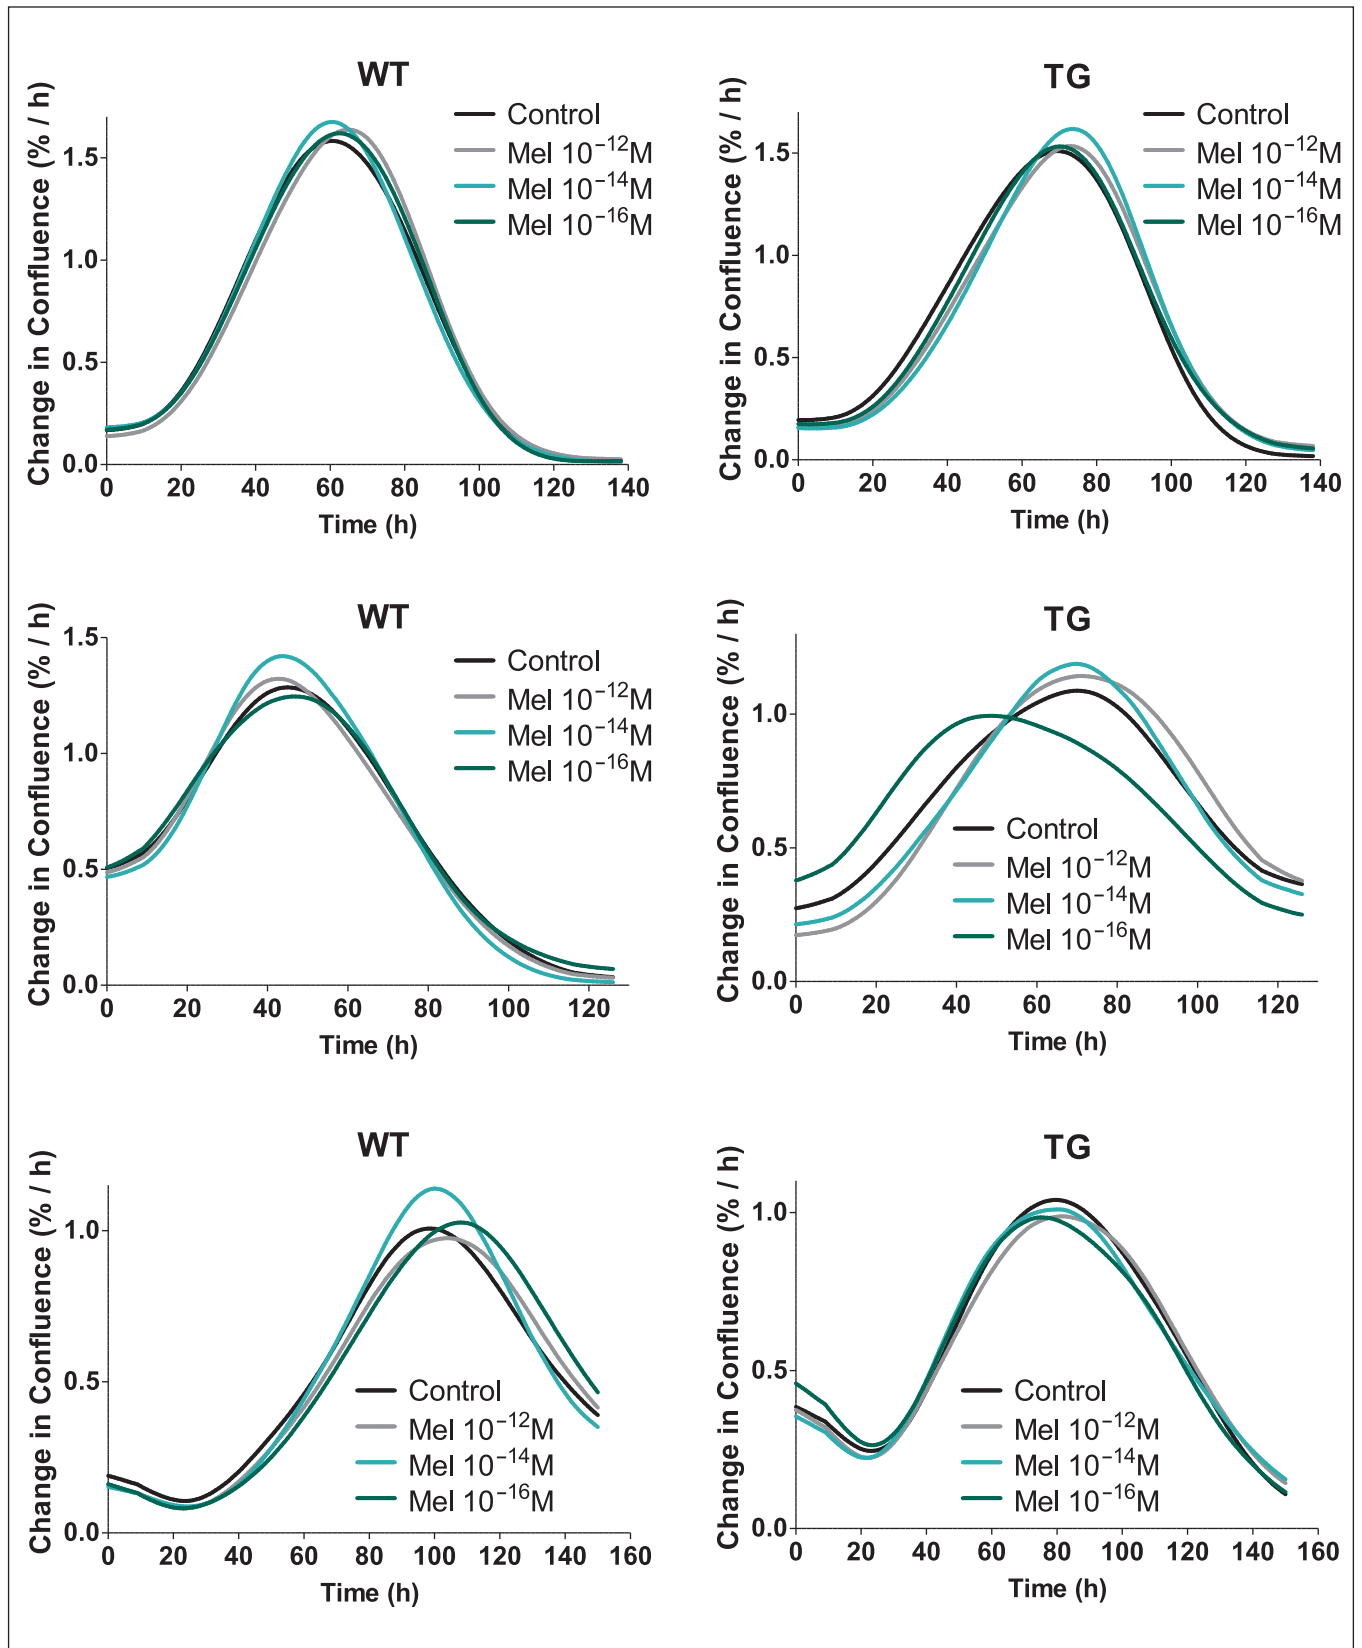 WT
Change in Confluence (% / h)
Control
Mel 10⁻¹²M
Mel 10⁻¹⁴M
Mel 10⁻¹⁶M
1.5
1.0
0.5
0.0
0 20 40 60 80 100 120 140
Time (h)
TG
Change in Confluence (% / h)
Control
Mel 10⁻¹²M
Mel 10⁻¹⁴M
Mel 10⁻¹⁶M
1.5
1.0
0.5
0.0
0 20 40 60 80 100 120 140
Time (h)
WT
Change in Confluence (% / h)
Control
Mel 10⁻¹²M
Mel 10⁻¹⁴M
Mel 10⁻¹⁶M
1.5
1.0
0.5
0.0
0 20 40 60 80 100 120
Time (h)
TG
Change in Confluence (% / h)
1.0
0.5
0.0
Control
Mel 10⁻¹²M
Mel 10⁻¹⁴M
Mel 10⁻¹⁶M
0 20 40 60 80 100 120
Time (h)
WT
Change in Confluence (% / h)
1.0
0.5
0.0
Control
Mel 10⁻¹²M
Mel 10⁻¹⁴M
Mel 10⁻¹⁶M
0 20 40 60 80 100 120 140 160
Time (h)
TG
Change in Confluence (% / h)
1.0
0.5
0.0
Control
Mel 10⁻¹²M
Mel 10⁻¹⁴M
Mel 10⁻¹⁶M
0 20 40 60 80 100 120 140 160
Time (h)